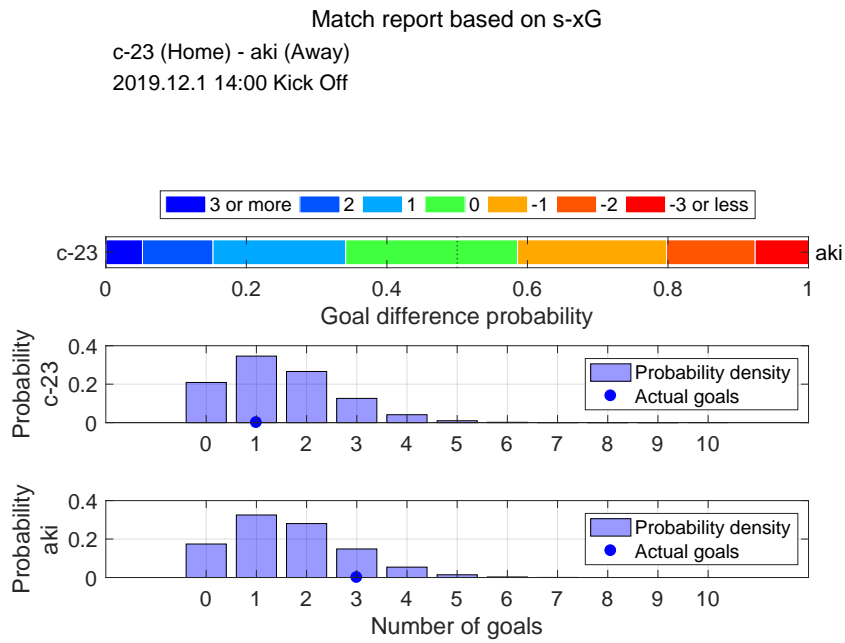 Match report based on s-xG
c-23 (Home) - aki (Away)
2019.12.1 14:00 Kick Off
3 or more 2 1 0 -1 -2 -3 or less
c-23 aki
0 0.2 0.4 0.6 0.8 1
Goal difference probability
Probability
c-23
0.4
0.2
0
Probability density
Actual goals
0 1 2 3 4 5 6 7 8 9 10
Probability
aki
0.4
0.2
0
Probability density
Actual goals
0 1 2 3 4 5 6 7 8 9 10
Number of goals